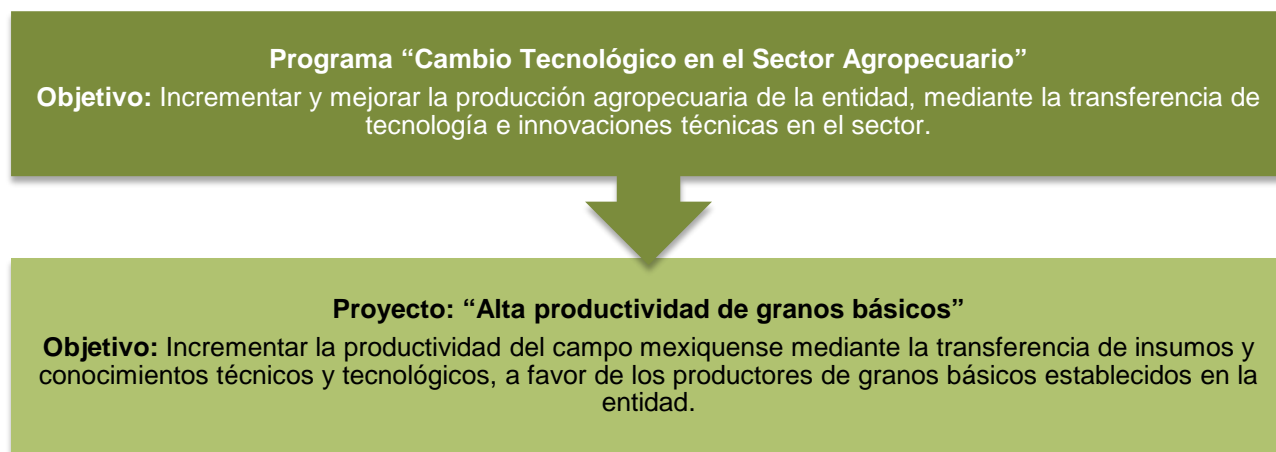 Programa “Cambio Tecnológico en el Sector Agropecuario”
Objetivo: Incrementar y mejorar la producción agropecuaria de la entidad, mediante la transferencia de
tecnología e innovaciones técnicas en el sector.
Proyecto: “Alta productividad de granos básicos”
Objetivo: Incrementar la productividad del campo mexiquense mediante la transferencia de insumos y
conocimientos técnicos y tecnológicos, a favor de los productores de granos básicos establecidos en la
entidad.